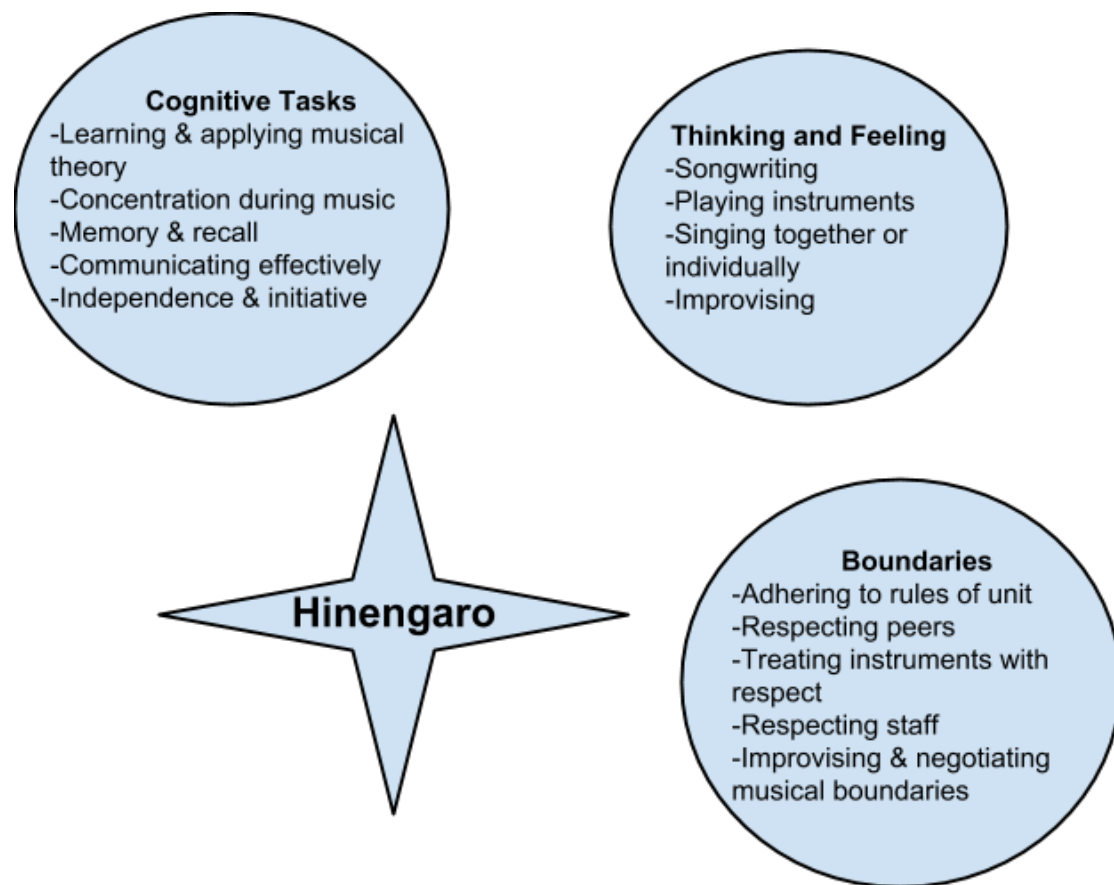 Cognitive Tasks
-Learning & applying musical
theory
-Concentration during music
-Memory & recall
-Communicating effectively
-Independence & initiative
Thinking and Feeling
-Songwriting
-Playing instruments
-Singing together or
individually
-Improvising
Hinengaro
Boundaries
-Adhering to rules of unit
-Respecting peers
-Treating instruments with
respect
-Respecting staff
-Improvising & negotiating
musical boundaries